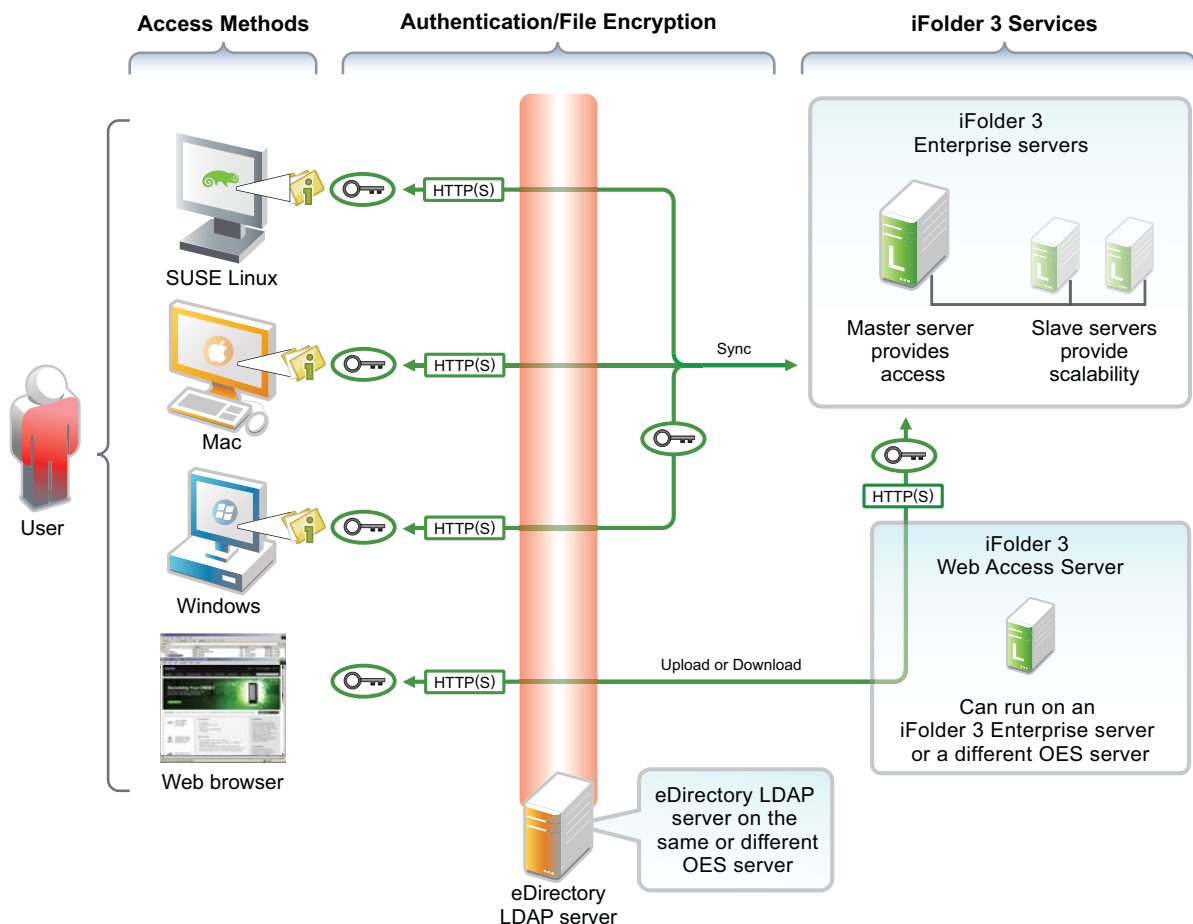 Access Methods
Authentication/File Encryption
iFolder 3 Services
iFolder 3
Enterprise servers
HTTP(S)
SUSE Linux
L
L
L
Master server
provides
access
Slave servers
provide
scalability
HTTP(S)
Sync
Mac
User
HTTP(S)
Windows
HTTP(S)
iFolder 3
Web Access Server
L
HTTP(S)
Upload or Download
Can run on an
iFolder 3 Enterprise server
or a different OES server
Web browser
eDirectory LDAP
server on the
same or different
OES server
eDirectory
LDAP server